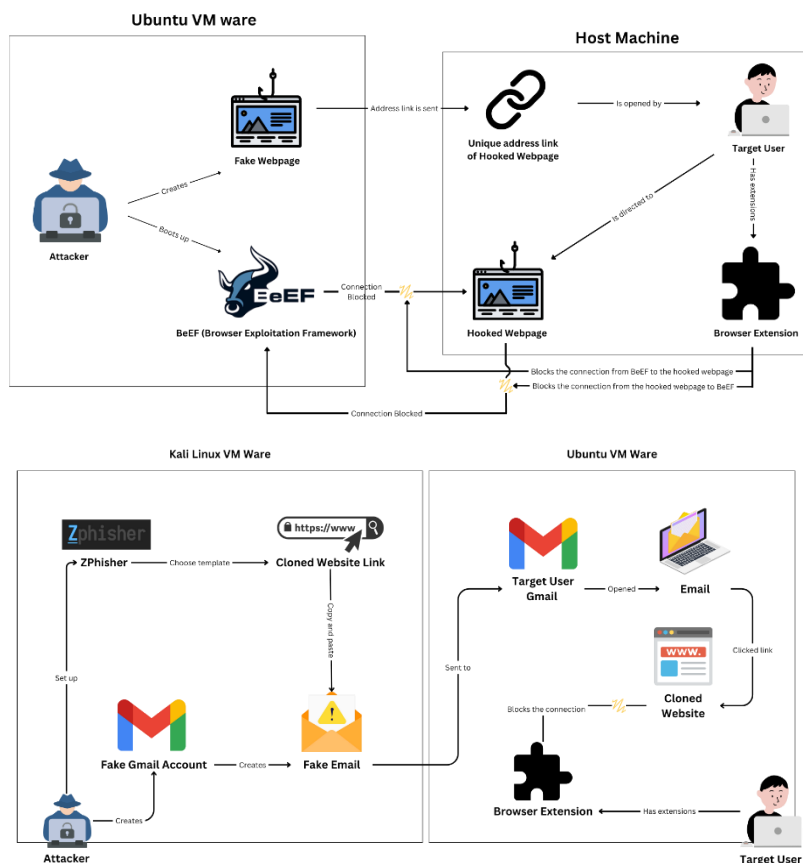 Ubuntu VM ware
Host Machine
Fake Webpage
Address link is sent
Unique address link
of Hooked Webpage
Is opened by
Target User
Creates
Boots up
Attacker
Is directed to
Has extensions
BeEF
BeEF (Browser Exploitation Framework)
Connection
Blocked
Hooked Webpage
Browser Extension
Blocks the connection from BeEF to the hooked webpage
Blocks the connection from the hooked webpage to BeEF
Connection Blocked
Kali Linux VM Ware
Ubuntu VM Ware
Zphisher
ZPhisher
Choose template
https://www
Cloned Website Link
Copy and paste
Target User
Gmail
Opened
Email
Set up
Sent to
WWW.
Clicked link
Cloned
Website
Blocks the connection
Fake Gmail Account
Creates
Fake Email
Browser Extension
Has extensions
Creates
Attacker
Target User